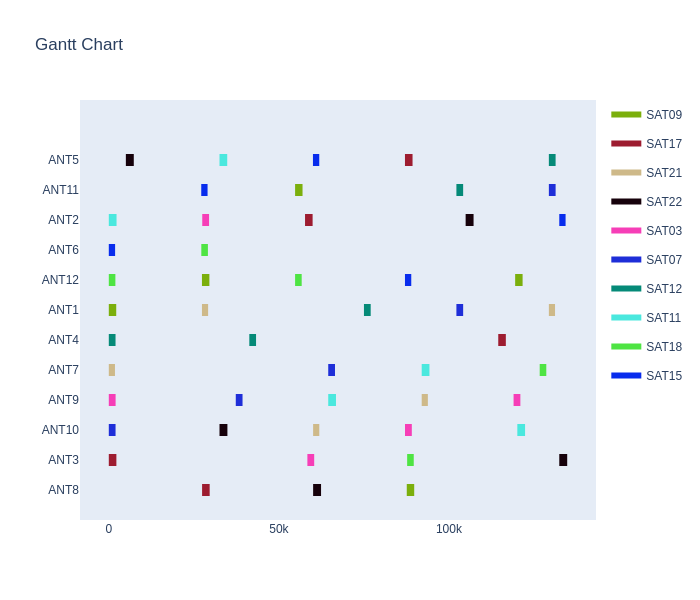 Gantt Chart
ANT5
ANT11
ANT2
ANT6
ANT12
ANT1
ANT4
ANT7
ANT9
ANT10
ANT3
ANT8
0 50k 100k
SAT09
SAT17
SAT21
SAT22
SAT03
SAT07
SAT12
SAT11
SAT18
SAT15